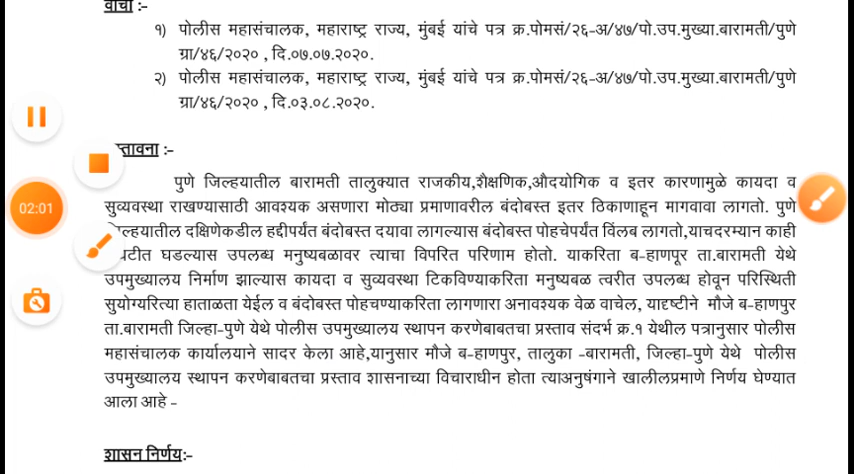 वाचा :-
१) पोलीस महासंचालक, महाराष्ट्र राज्य, मुंबई यांचे पत्र क्र.पोमसं/२६-अ/४७/पो.उप.मुख्या.बारामती/पुणे
ग्रा/४६/२०२० , दि.०७.०७.२०२०.
२) पोलीस महासंचालक, महाराष्ट्र राज्य, मुंबई यांचे पत्र क्र.पोमसं/२६-अ/४७/पो.उप.मुख्या.बारामती/पुणे
ग्रा/४६/२०२० , दि.०३.०८.२०२०.
स्तावना :-
पुणे जिल्हयातील बारामती तालुक्यात राजकीय,शैक्षणिक,औदयोगिक व इतर कारणामुळे कायदा व
सुव्यवस्था राखण्यासाठी आवश्यक असणारा मोठ्या प्रमाणावरील बंदोबस्त इतर ठिकाणाहून मागवावा लागतो. पुणे
जिल्हयातील दक्षिणेकडील हद्दीपर्यंत बंदोबस्त दयावा लागल्यास बंदोबस्त पोहचेपर्यंत विंलब लागतो,याचदरम्यान काही
घडल्यास उपलब्ध मनुष्यबळावर त्याचा विपरित परिणाम होतो. याकरिता ब-हाणपूर ता.बारामती येथे
उपमुख्यालय निर्माण झाल्यास कायदा व सुव्यवस्था टिकविण्याकरिता मनुष्यबळ त्वरीत उपलब्ध होवून परिस्थिती
सुयोग्यरित्या हाताळता येईल व बंदोबस्त पोहचण्याकरिता लागणारा अनावश्यक वेळ वाचेल, यादृष्टीने मौजे ब-हाणपुर
ता.बारामती जिल्हा-पुणे येथे पोलीस उपमुख्यालय स्थापन करणेबाबतचा प्रस्ताव संदर्भ क्र.१ येथील पत्रानुसार पोलीस
महासंचालक कार्यालयाने सादर केला आहे,यानुसार मौजे ब-हाणपुर, तालुका -बारामती, जिल्हा-पुणे येथे पोलीस
उपमुख्यालय स्थापन करणेबाबतचा प्रस्ताव शासनाच्या विचाराधीन होता त्याअनुषंगाने खालीलप्रमाणे निर्णय घेण्यात
आला आहे -
शासन निर्णय:-
02:01